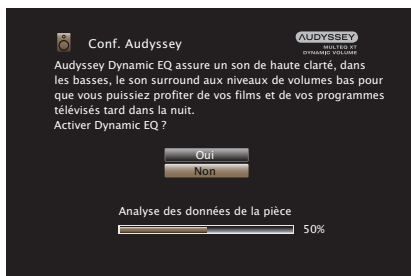 Conf. Audyssey
AUDYSSEY
MULTEQ XT
DYNAMIC VOLUME
Audyssey Dynamic EQ assure un son de haute clarté, dans
les basses, le son surround aux niveaux de volumes bas pour
que vous puissiez profiter de vos films et de vos programmes
télévisés tard dans la nuit.
Activer Dynamic EQ ?
Oui
Non
Analyse des données de la pièce
50%